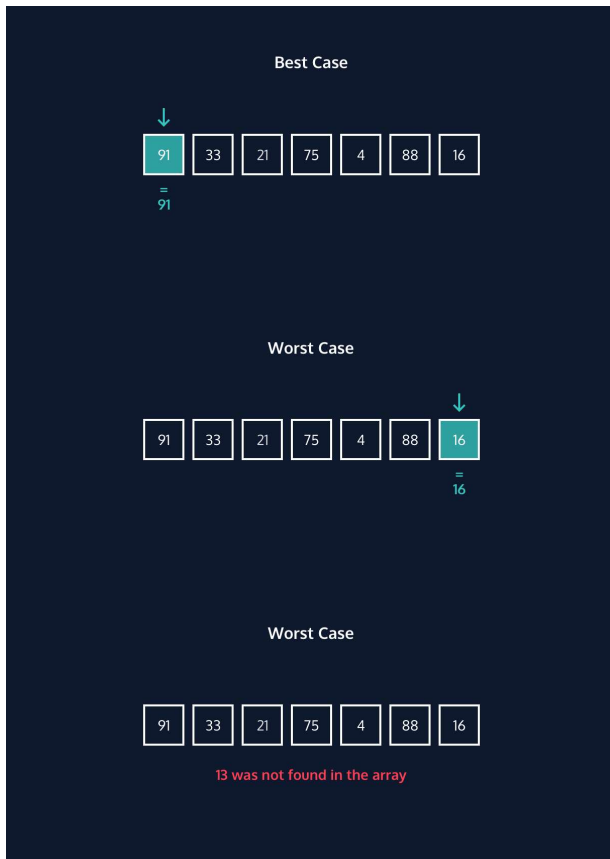 Best Case
↓
91 33 21 75 4 88 16
=
91
Worst Case
↓
91 33 21 75 4 88 16
=
16
Worst Case
91 33 21 75 4 88 16
13 was not found in the array